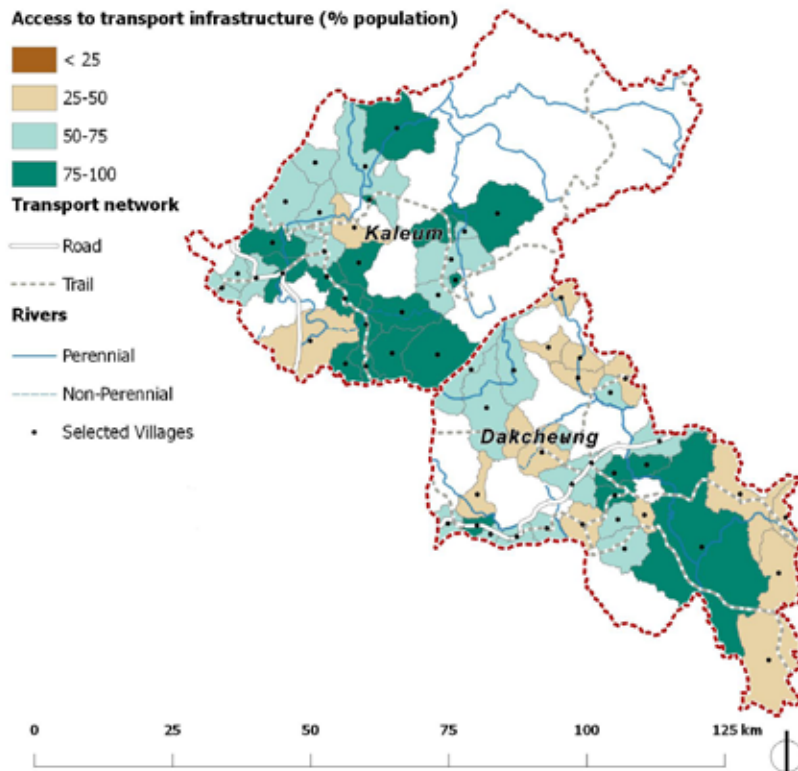 Access to transport infrastructure (% population)
< 25
25-50
50-75
75-100
Transport network
Road
Trail
Rivers
Perennial
Non-Perennial
Selected Villages
Kaleum
Dakcheung
0 25 50 75 100 125 km